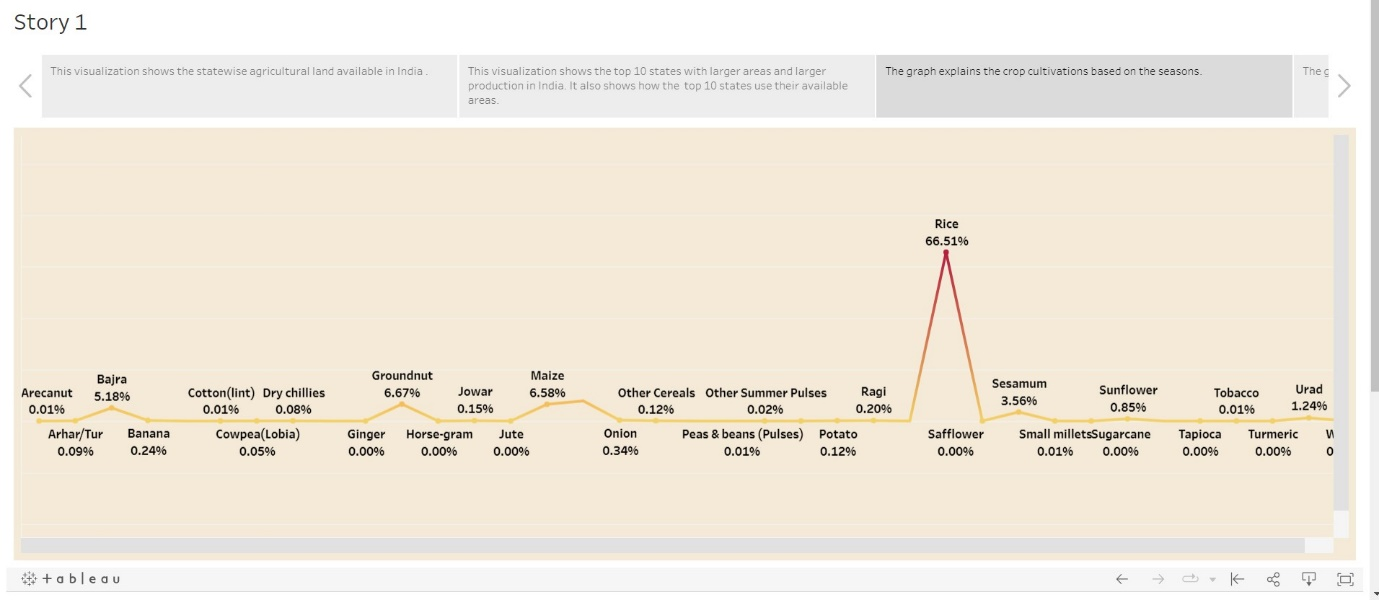 Story 1
This visualization shows the statewise agricultural land available in India .
This visualization shows the top 10 states with larger areas and larger
production in India. It also shows how the top 10 states use their available
areas.
The graph explains the crop cultivations based on the seasons.
The
Rice
66.51%
Arecanut
0.01%
Bajra
5.18%
Cotton(lint)
0.01%
Dry chillies
0.08%
Groundnut
6.67%
Jowar
0.15%
Maize
6.58%
Other Cereals
0.12%
Other Summer Pulses
0.02%
Ragi
0.20%
Sesamum
3.56%
Sunflower
0.85%
Tobacco
0.01%
Urad
1.24%
Arhar/Tur
0.09%
Banana
0.24%
Cowpea(Lobia)
0.05%
Ginger
0.00%
Horse-gram
0.00%
Jute
0.00%
Onion
0.34%
Peas & beans (Pulses)
0.01%
Potato
0.12%
Safflower
0.00%
Small millets
0.01%
Sugarcane
0.00%
Tapioca
0.00%
Turmeric
0.00%
+ableau